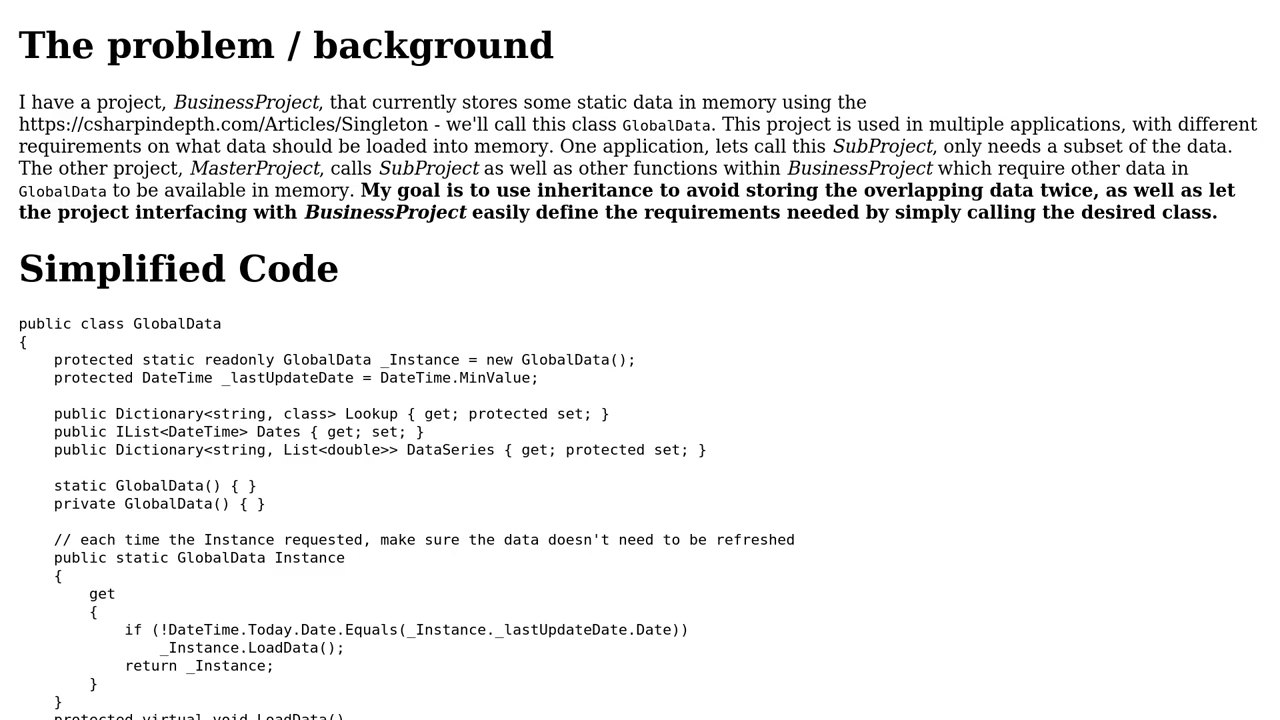 The problem / background
I have a project, BusinessProject, that currently stores some static data in memory using the
https://csharpindepth.com/Articles/Singleton - we'll call this class GlobalData. This project is used in multiple applications, with different
requirements on what data should be loaded into memory. One application, lets call this SubProject, only needs a subset of the data.
The other project, MasterProject, calls SubProject as well as other functions within BusinessProject which require other data in
GlobalData to be available in memory. My goal is to use inheritance to avoid storing the overlapping data twice, as well as let
the project interfacing with BusinessProject easily define the requirements needed by simply calling the desired class.
Simplified Code
public class GlobalData
{
    protected static readonly GlobalData _Instance = new GlobalData();
    protected DateTime _lastUpdateDate = DateTime.MinValue;

    public Dictionary<string, class> Lookup { get; protected set; }
    public IList<DateTime> Dates { get; set; }
    public Dictionary<string, List<double>> DataSeries { get; protected set; }

    static GlobalData() { }
    private GlobalData() { }

    // each time the Instance requested, make sure the data doesn't need to be refreshed
    public static GlobalData Instance
    {
        get
        {
            if (!DateTime.Today.Date.Equals(_Instance._lastUpdateDate.Date))
                _Instance.LoadData();
            return _Instance;
        }
    }
    protected virtual void LoadData()